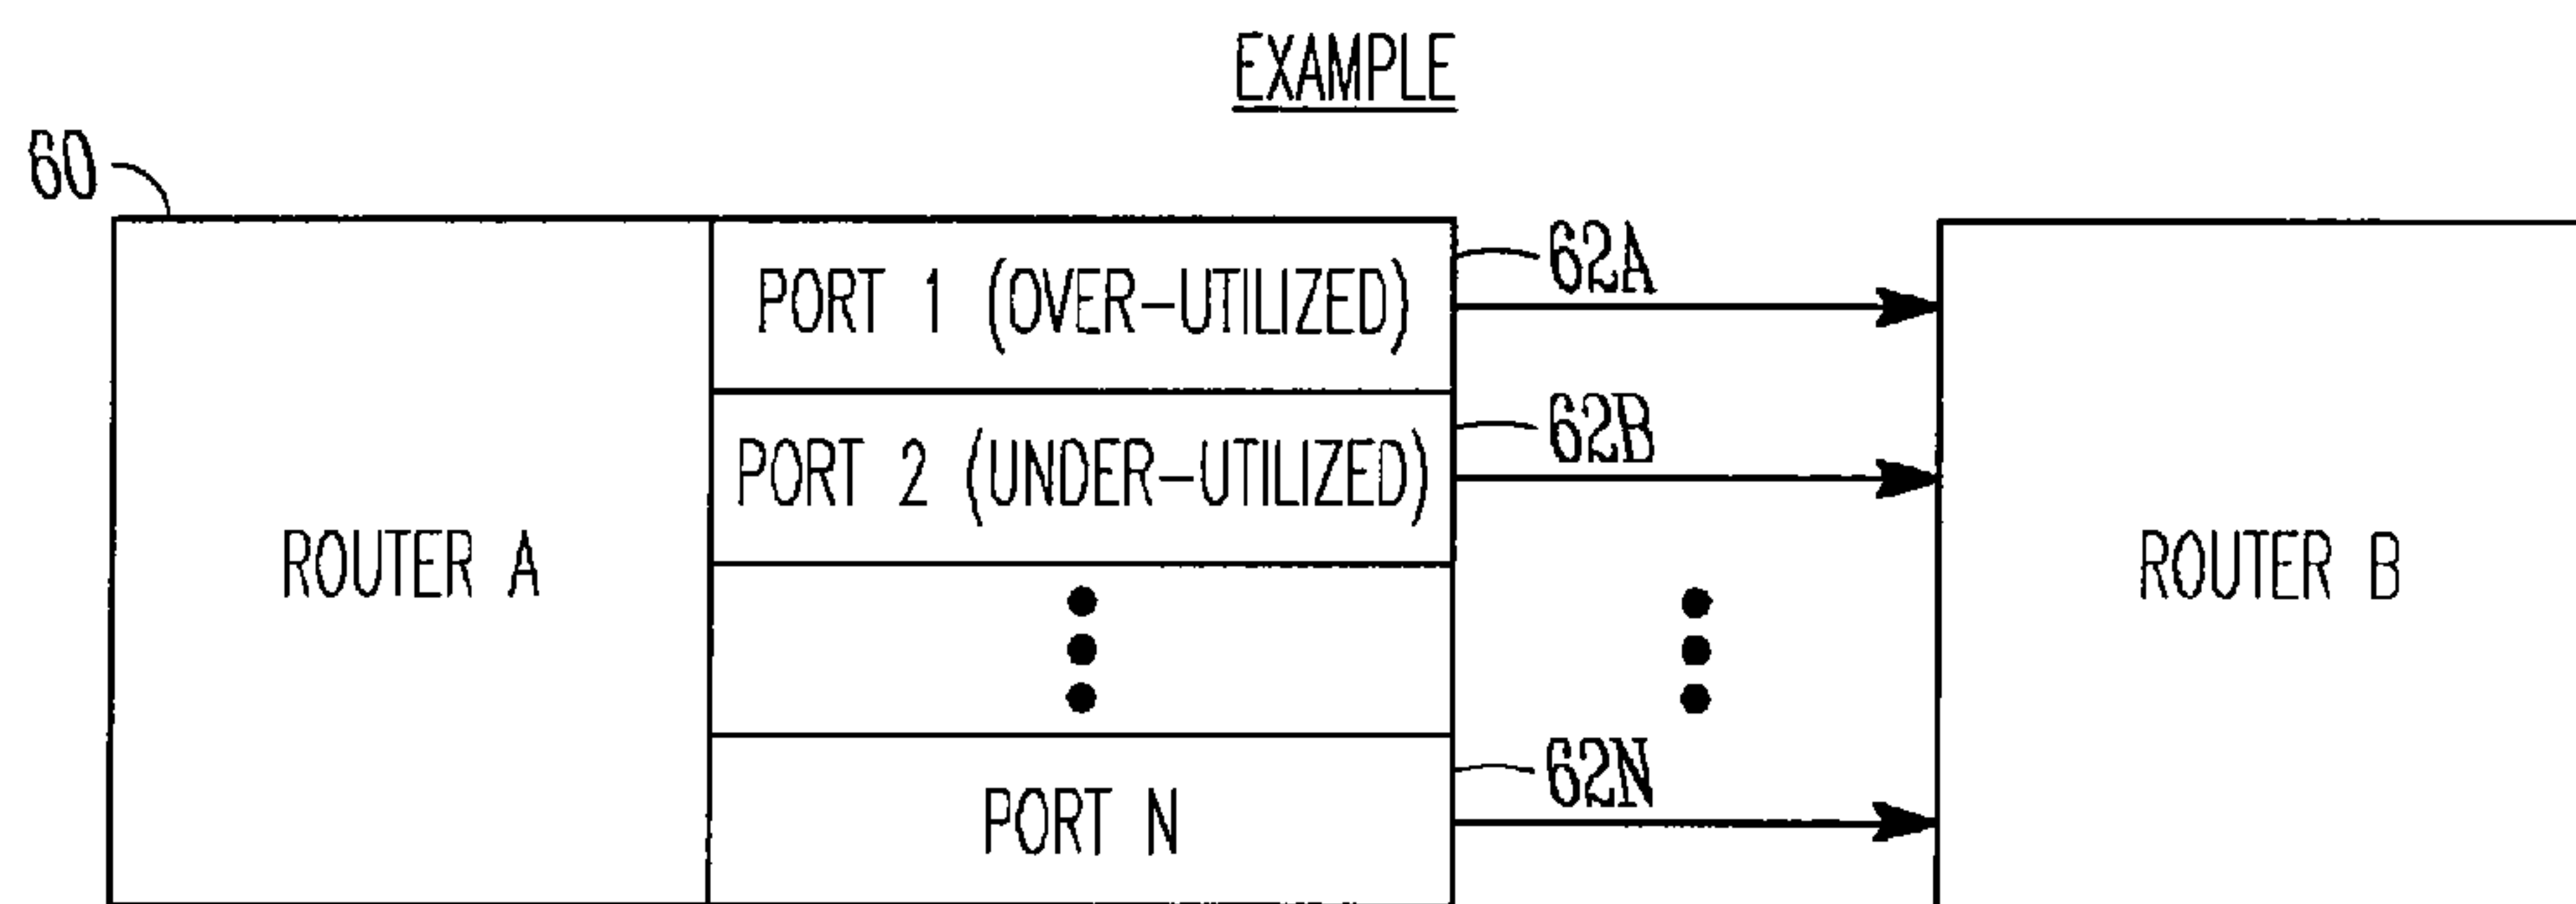 EXAMPLE
60
PORT 1 (OVER-UTILIZED)
62A
PORT 2 (UNDER-UTILIZED)
62B
ROUTER A
ROUTER B
PORT N
62N